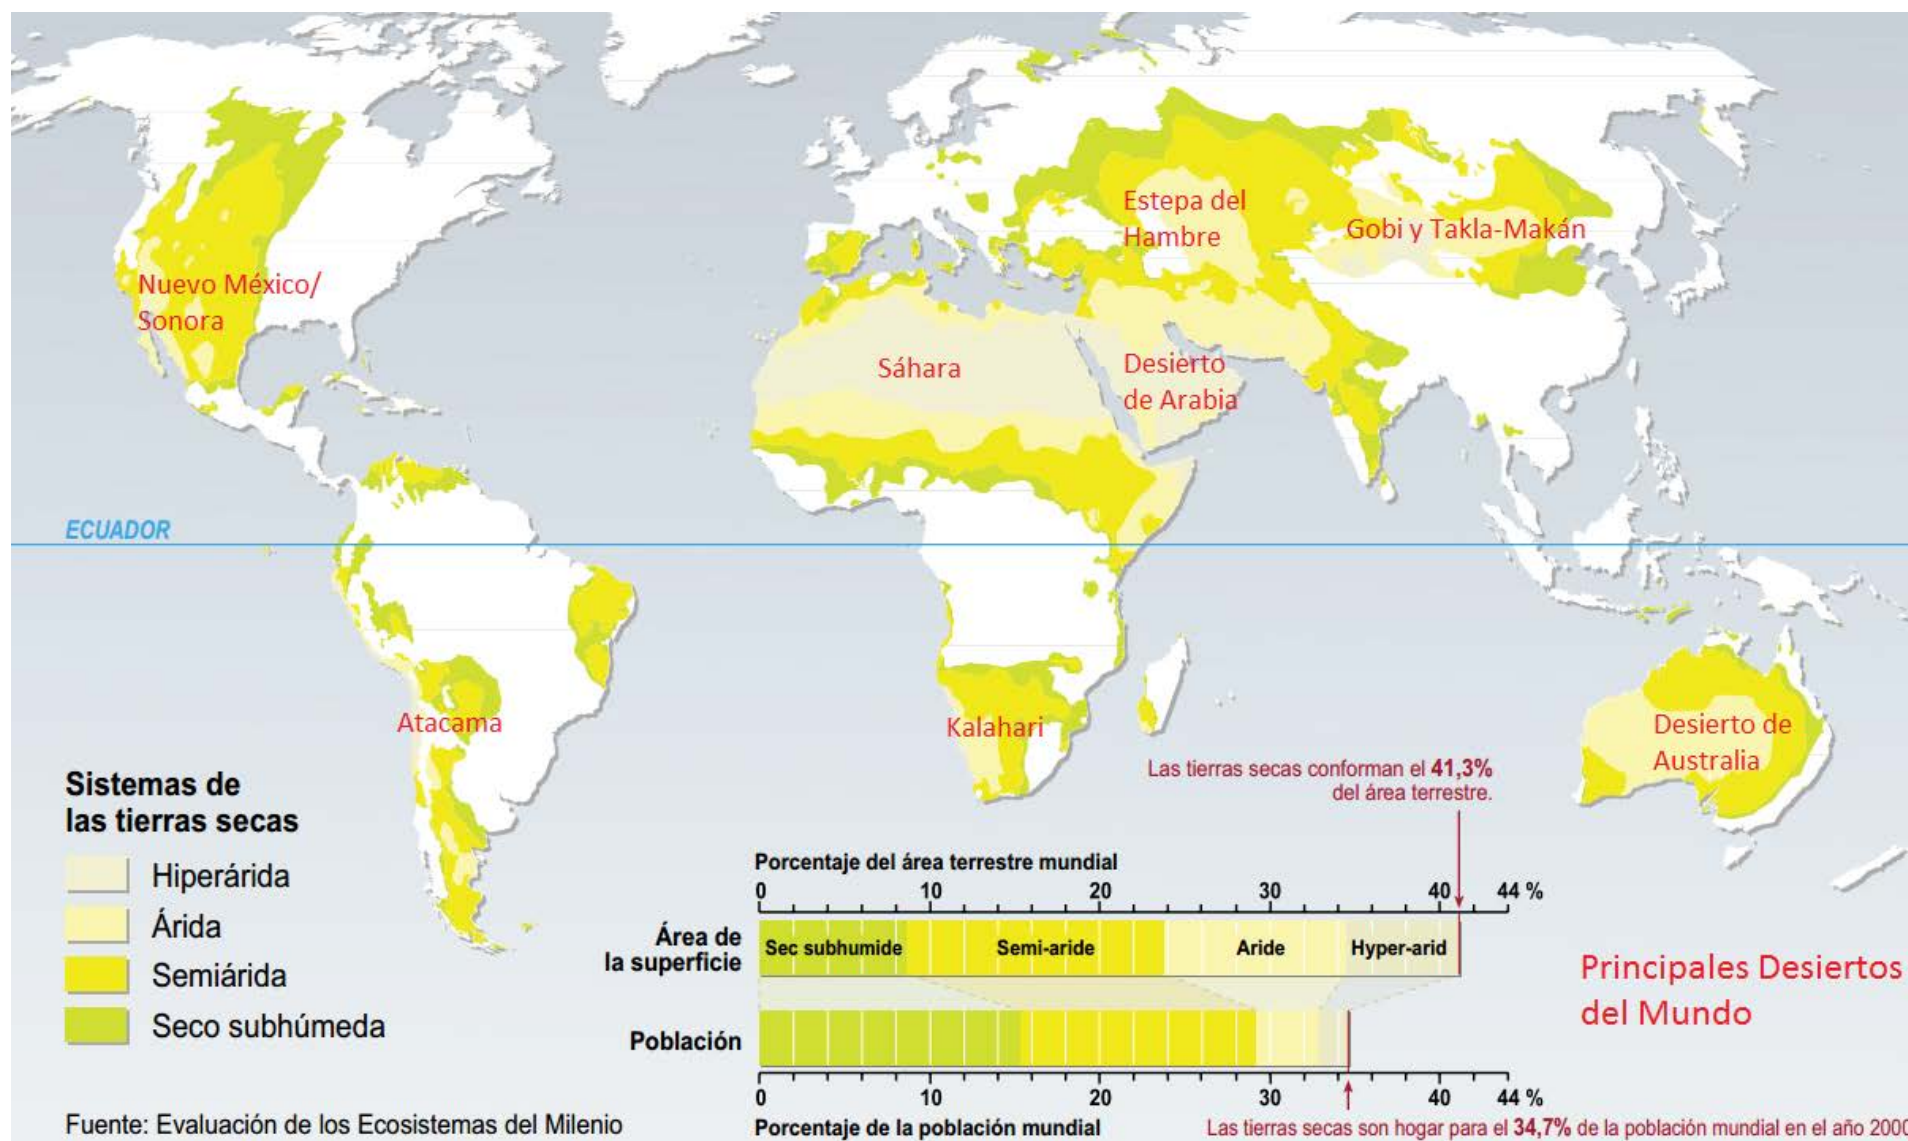 Estepa del
Hambre
Gobi y Takla-Makán
Nuevo México/
Sonora
Sáhara
Desierto
de Arabia
ECUADOR
Atacama
Kalahari
Desierto de
Australia
Sistemas de
las tierras secas
Hiperárida
Árida
Semiárida
Seco subhúmeda
Las tierras secas conforman el 41,3%
del área terrestre.
Porcentaje del área terrestre mundial
0 10 20 30 40 44 %
Área de
la superficie
Sec subhumide Semi-aride Aride Hyper-arid
Población
0 10 20 30 40 44 %
Porcentaje de la población mundial
Las tierras secas son hogar para el 34,7% de la población mundial en el año 2000
Principales Desiertos
del Mundo
Fuente: Evaluación de los Ecosistemas del Milenio